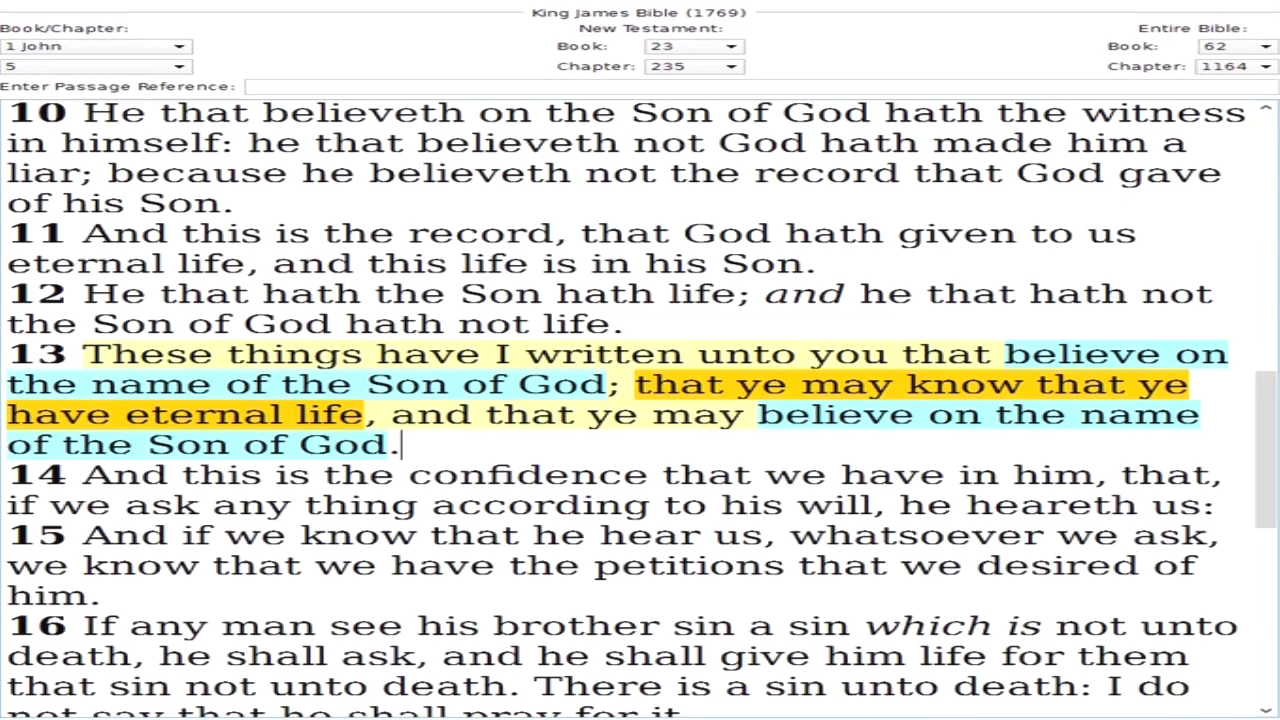 King James Bible (1769)
Book/Chapter: New Testament: Entire Bible:
1 John Book: 23 Book: 62
5 Chapter: 235 Chapter: 1164
Enter Passage Reference:
10 He that believeth on the Son of God hath the witness
in himself: he that believeth not God hath made him a
liar; because he believeth not the record that God gave
of his Son.
11 And this is the record, that God hath given to us
eternal life, and this life is in his Son.
12 He that hath the Son hath life; and he that hath not
the Son of God hath not life.
13 These things have I written unto you that believe on
the name of the Son of God; that ye may know that ye
have eternal life, and that ye may believe on the name
of the Son of God.
14 And this is the confidence that we have in him, that,
if we ask any thing according to his will, he heareth us:
15 And if we know that he hear us, whatsoever we ask,
we know that we have the petitions that we desired of
him.
16 If any man see his brother sin a sin which is not unto
death, he shall ask, and he shall give him life for them
that sin not unto death. There is a sin unto death: I do
not say that he shall pray for it.